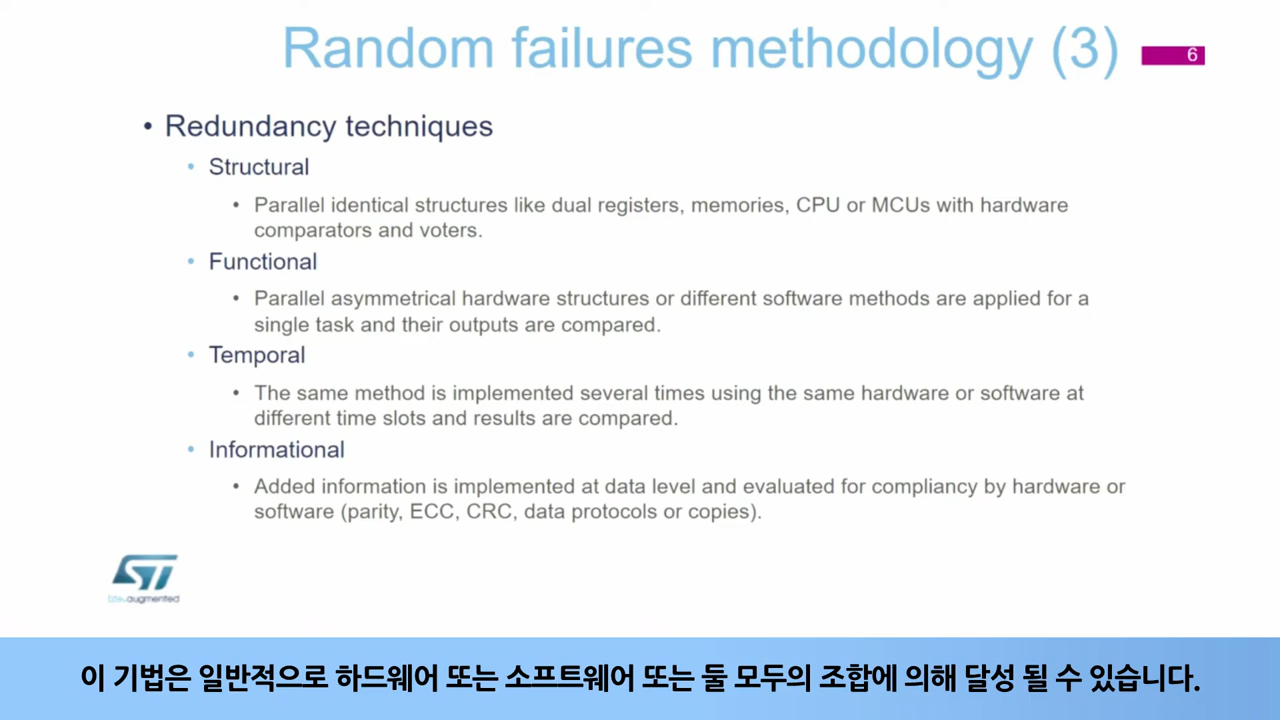 Random failures methodology (3)
6
• Redundancy techniques
• Structural
• Parallel identical structures like dual registers, memories, CPU or MCUs with hardware
comparators and voters.
• Functional
• Parallel asymmetrical hardware structures or different software methods are applied for a
single task and their outputs are compared.
• Temporal
• The same method is implemented several times using the same hardware or software at
different time slots and results are compared.
• Informational
• Added information is implemented at data level and evaluated for compliancy by hardware or
software (parity, ECC, CRC, data protocols or copies).
ST
life.augmented
이 기법은 일반적으로 하드웨어 또는 소프트웨어 또는 둘 모두의 조합에 의해 달성 될 수 있습니다.